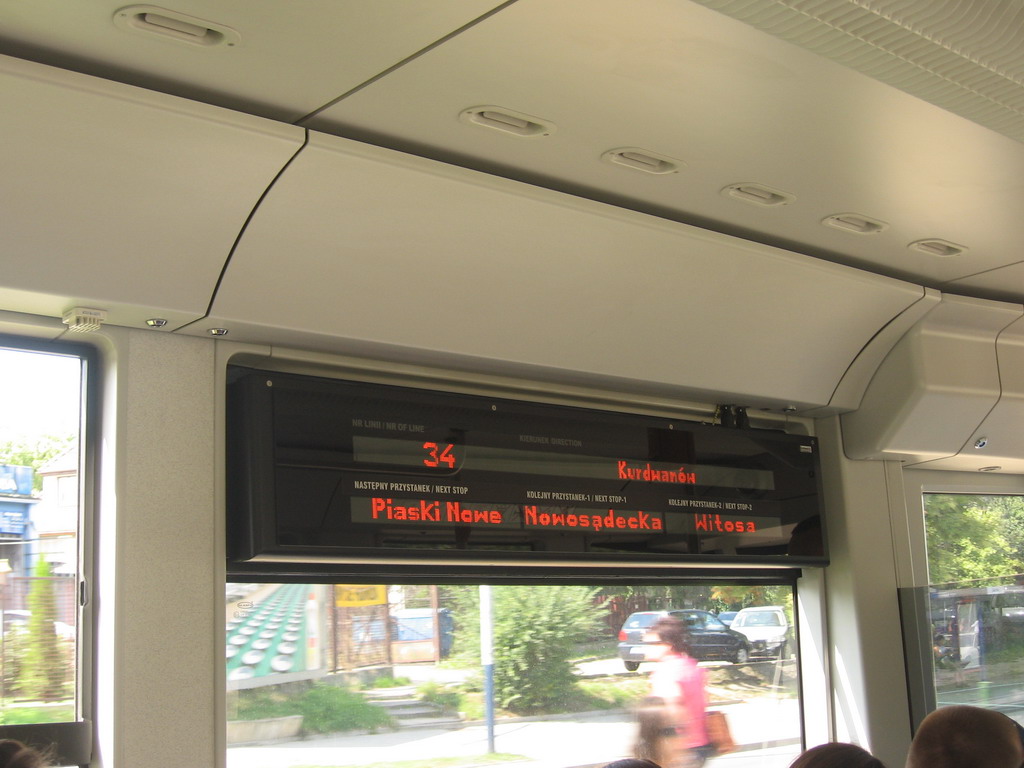 NR LINII / NR OF LINE KIERUNEK DIRECTION
34 Kurdwanów
NASTĘPNY PRZYSTANEK / NEXT STOP KOLEJNY PRZYSTANEK-1 / NEXT STOP-1 KOLEJNY PRZYSTANEK-2 / NEXT STOP-2
Piaski Nowe Nowosądecka Witosa